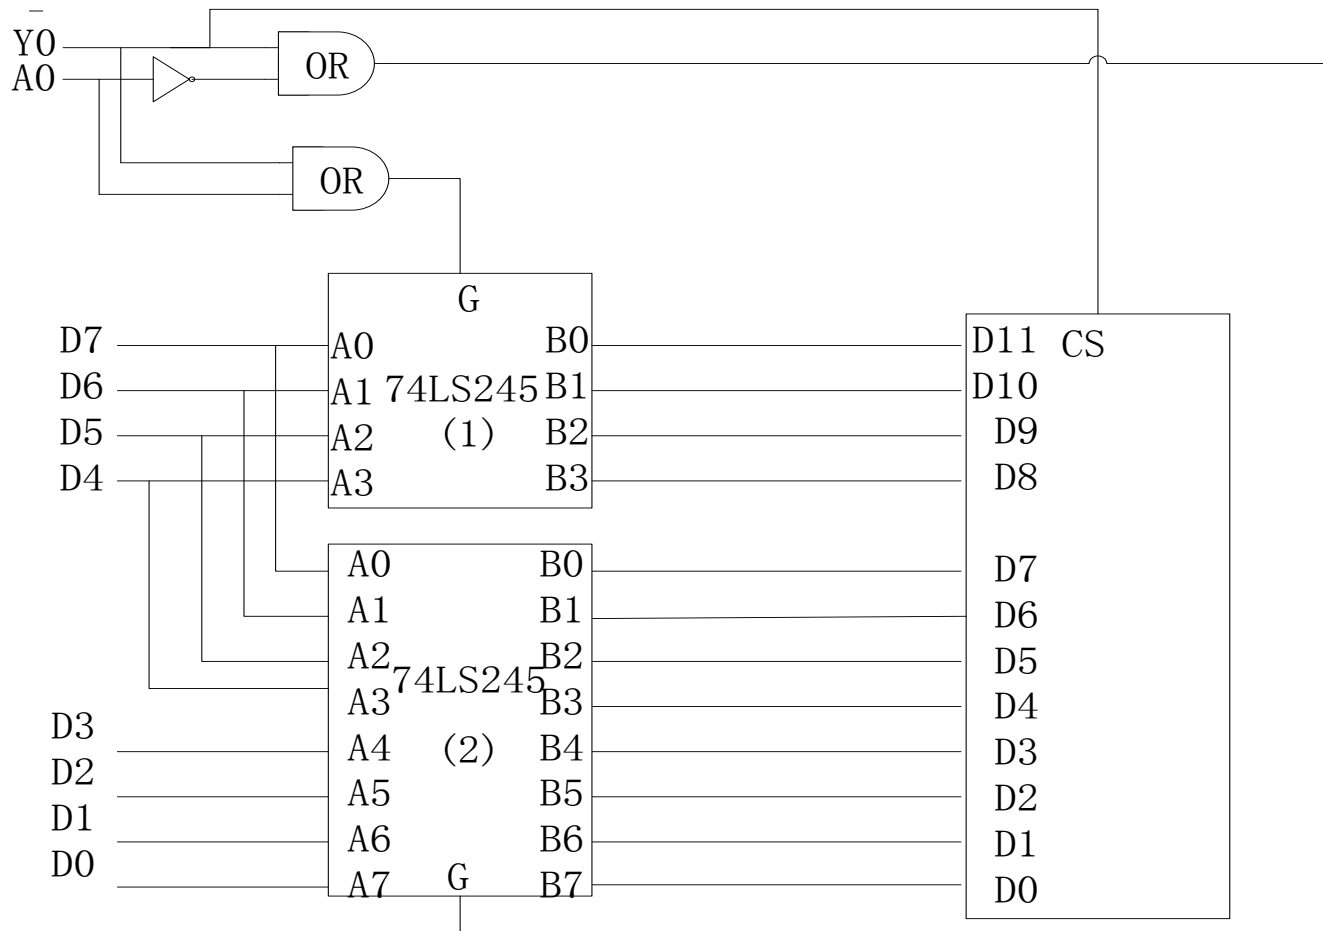 Y0
A0
OR
OR
G
D7 A0 B0 D11 CS
D6 A1 74LS245 B1 D10
D5 A2 (1) B2 D9
D4 A3 B3 D8
A0 B0 D7
A1 B1 D6
A2 B2 D5
74LS245
A3 B3 D4
D3
A4 (2) B4 D3
D2
A5 B5 D2
D1
A6 B6 D1
D0
A7 G B7 D0